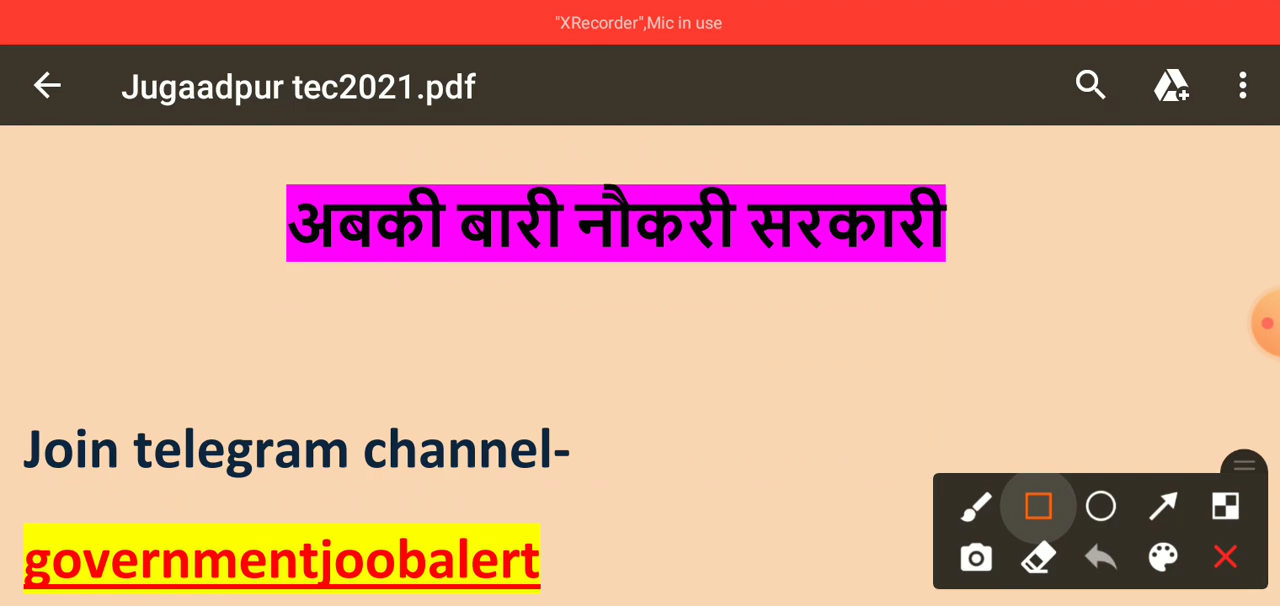 "XRecorder",Mic in use
Jugaadpur tec2021.pdf
अबकी बारी नौकरी सरकारी
Join telegram channel-
governmentjoobalert